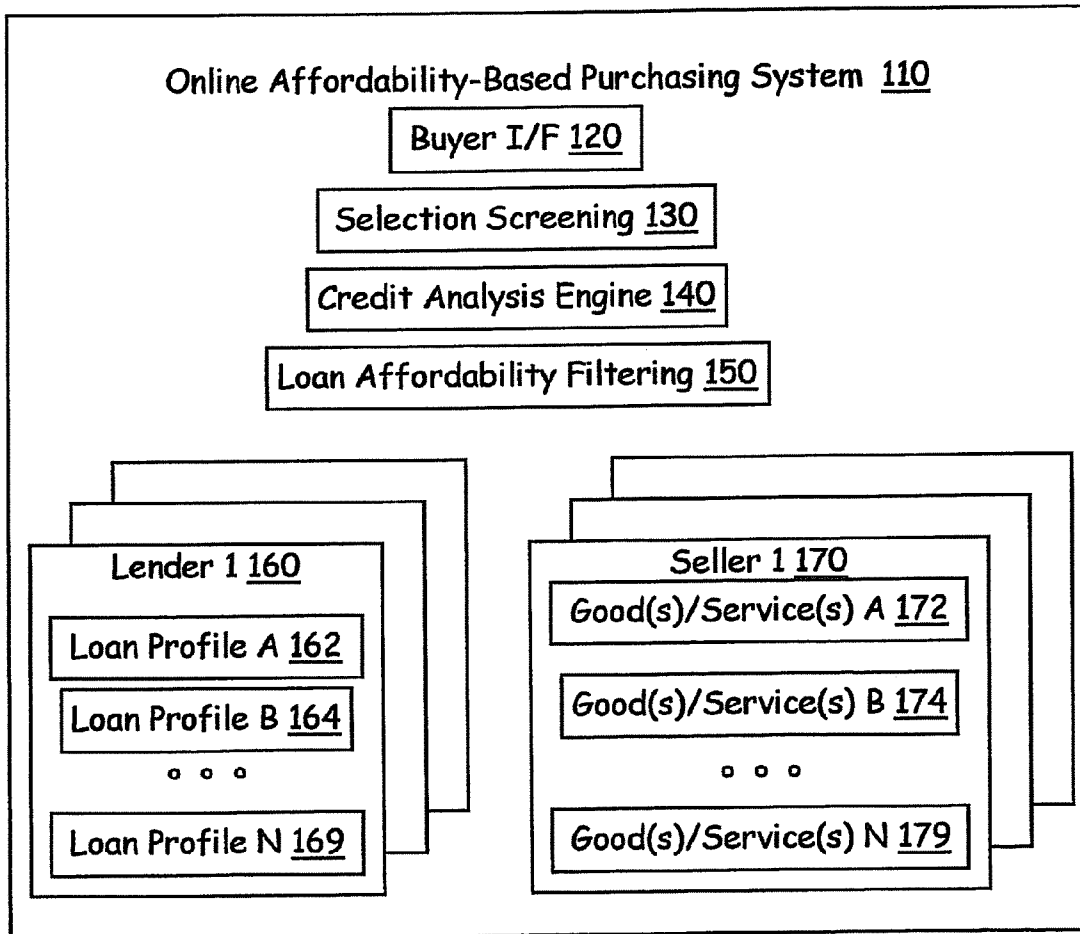 Online Affordability-Based Purchasing System 110
Buyer I/F 120
Selection Screening 130
Credit Analysis Engine 140
Loan Affordability Filtering 150
Lender 1 160
Loan Profile A 162
Loan Profile B 164
Loan Profile N 169
Seller 1 170
Good(s)/Service(s) A 172
Good(s)/Service(s) B 174
Good(s)/Service(s) N 179